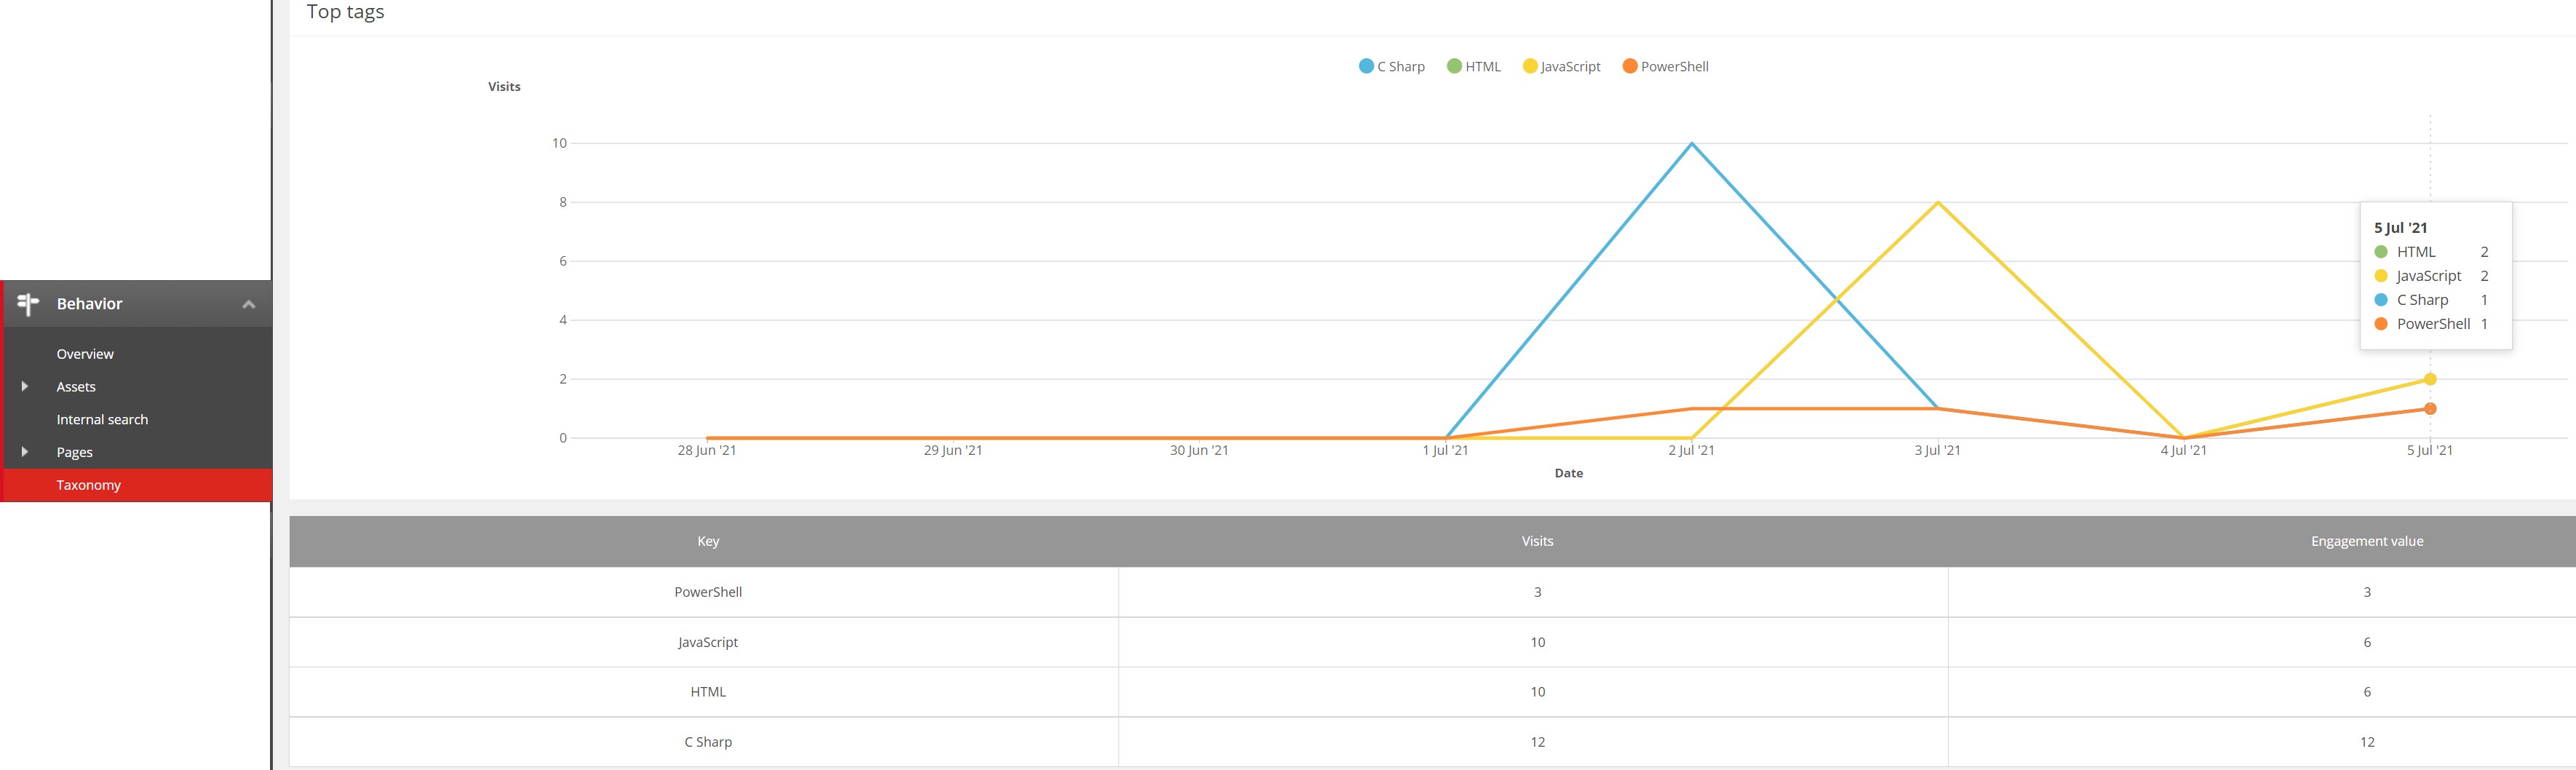 Top tags
C Sharp HTML JavaScript PowerShell
Visits
10
8
6
4
2
0
28 Jun '21 29 Jun '21 30 Jun '21 1 Jul '21 2 Jul '21 3 Jul '21 4 Jul '21 5 Jul '21
Date
5 Jul '21
HTML 2
JavaScript 2
C Sharp 1
PowerShell 1
Behavior
Overview
Assets
Internal search
Pages
Taxonomy
Key Visits Engagement value
PowerShell 3 3
JavaScript 10 6
HTML 10 6
C Sharp 12 12